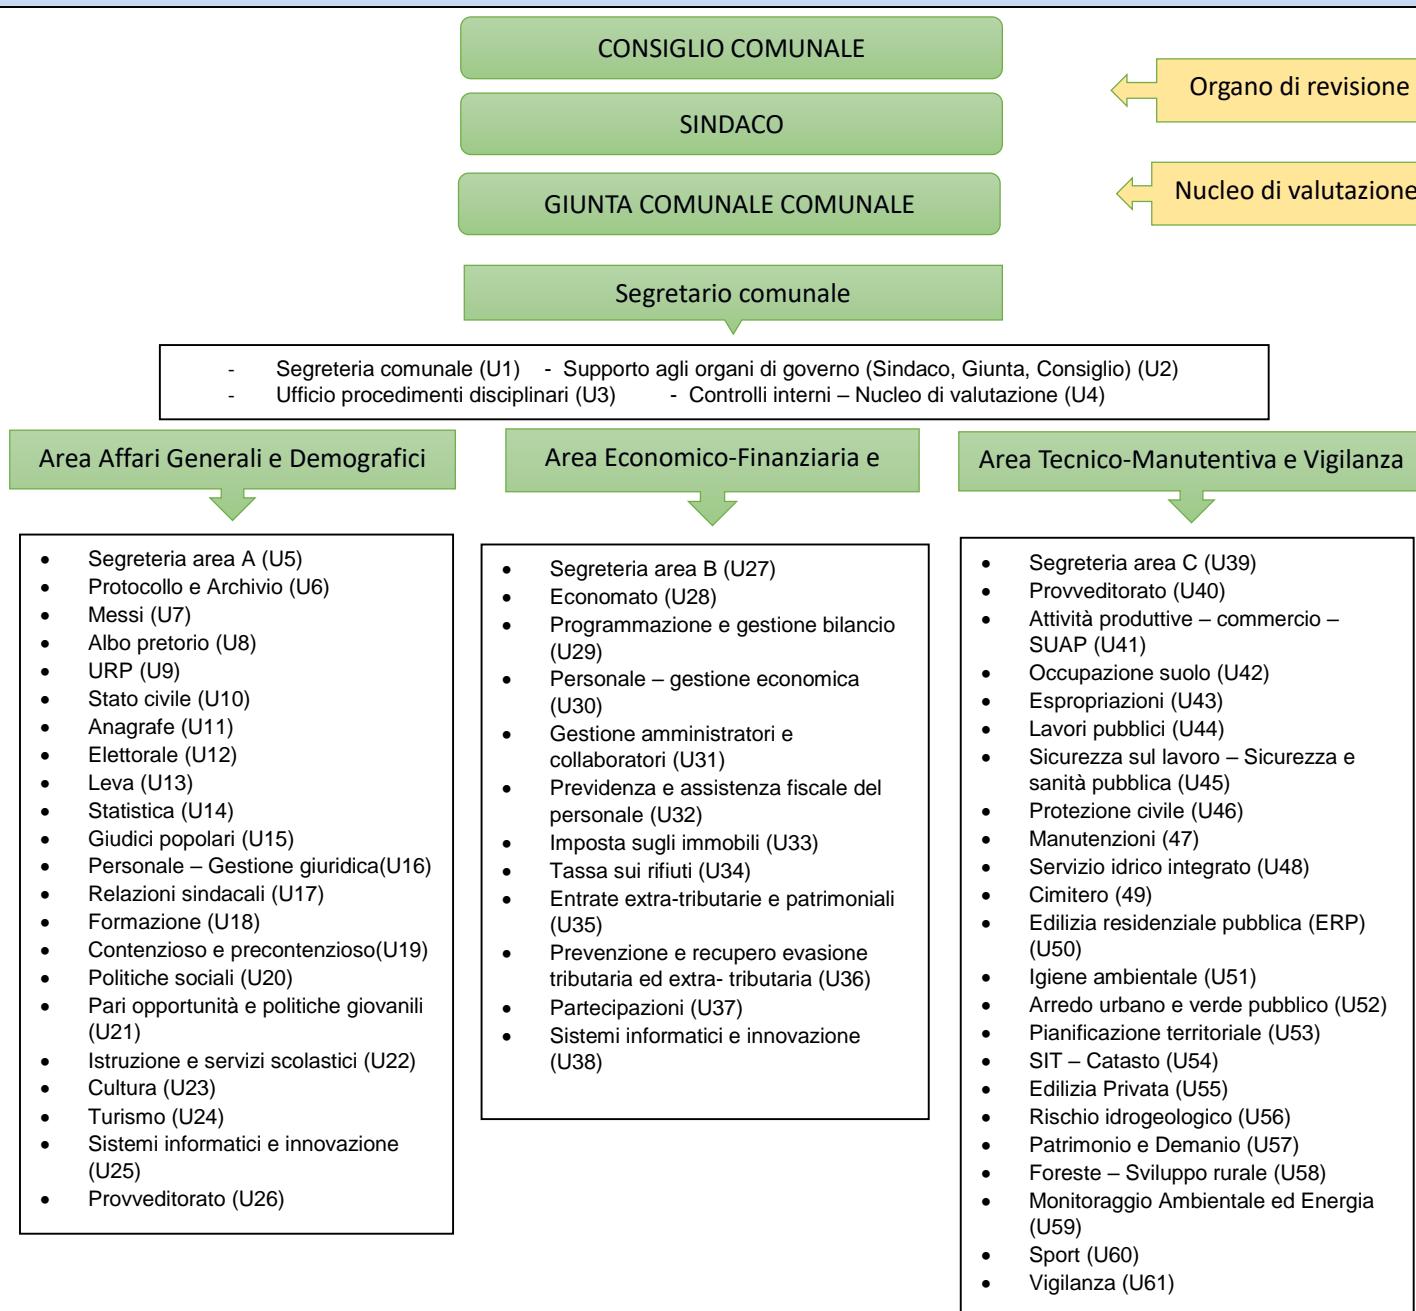 CONSIGLIO COMUNALE
Organo di revisione
SINDACO
Nucleo di valutazione
GIUNTA COMUNALE COMUNALE
Segretario comunale
- Segreteria comunale (U1) - Supporto agli organi di governo (Sindaco, Giunta, Consiglio) (U2)
- Ufficio procedimenti disciplinari (U3) - Controlli interni – Nucleo di valutazione (U4)
Area Affari Generali e Demografici
• Segreteria area A (U5)
• Protocollo e Archivio (U6)
• Messi (U7)
• Albo pretorio (U8)
• URP (U9)
• Stato civile (U10)
• Anagrafe (U11)
• Elettorale (U12)
• Leva (U13)
• Statistica (U14)
• Giudici popolari (U15)
• Personale – Gestione giuridica(U16)
• Relazioni sindacali (U17)
• Formazione (U18)
• Contenzioso e precontenzioso(U19)
• Politiche sociali (U20)
• Pari opportunità e politiche giovanili
(U21)
• Istruzione e servizi scolastici (U22)
• Cultura (U23)
• Turismo (U24)
• Sistemi informatici e innovazione
(U25)
• Provveditorato (U26)
Area Economico-Finanziaria e
• Segreteria area B (U27)
• Economato (U28)
• Programmazione e gestione bilancio
(U29)
• Personale – gestione economica
(U30)
• Gestione amministratori e
collaboratori (U31)
• Previdenza e assistenza fiscale del
personale (U32)
• Imposta sugli immobili (U33)
• Tassa sui rifiuti (U34)
• Entrate extra-tributarie e patrimoniali
(U35)
• Prevenzione e recupero evasione
tributaria ed extra- tributaria (U36)
• Partecipazioni (U37)
• Sistemi informatici e innovazione
(U38)
Area Tecnico-Manutentiva e Vigilanza
• Segreteria area C (U39)
• Provveditorato (U40)
• Attività produttive – commercio –
SUAP (U41)
• Occupazione suolo (U42)
• Espropriazioni (U43)
• Lavori pubblici (U44)
• Sicurezza sul lavoro – Sicurezza e
sanità pubblica (U45)
• Protezione civile (U46)
• Manutenzioni (47)
• Servizio idrico integrato (U48)
• Cimitero (49)
• Edilizia residenziale pubblica (ERP)
(U50)
• Igiene ambientale (U51)
• Arredo urbano e verde pubblico (U52)
• Pianificazione territoriale (U53)
• SIT – Catasto (U54)
• Edilizia Privata (U55)
• Rischio idrogeologico (U56)
• Patrimonio e Demanio (U57)
• Foreste – Sviluppo rurale (U58)
• Monitoraggio Ambientale ed Energia
(U59)
• Sport (U60)
• Vigilanza (U61)